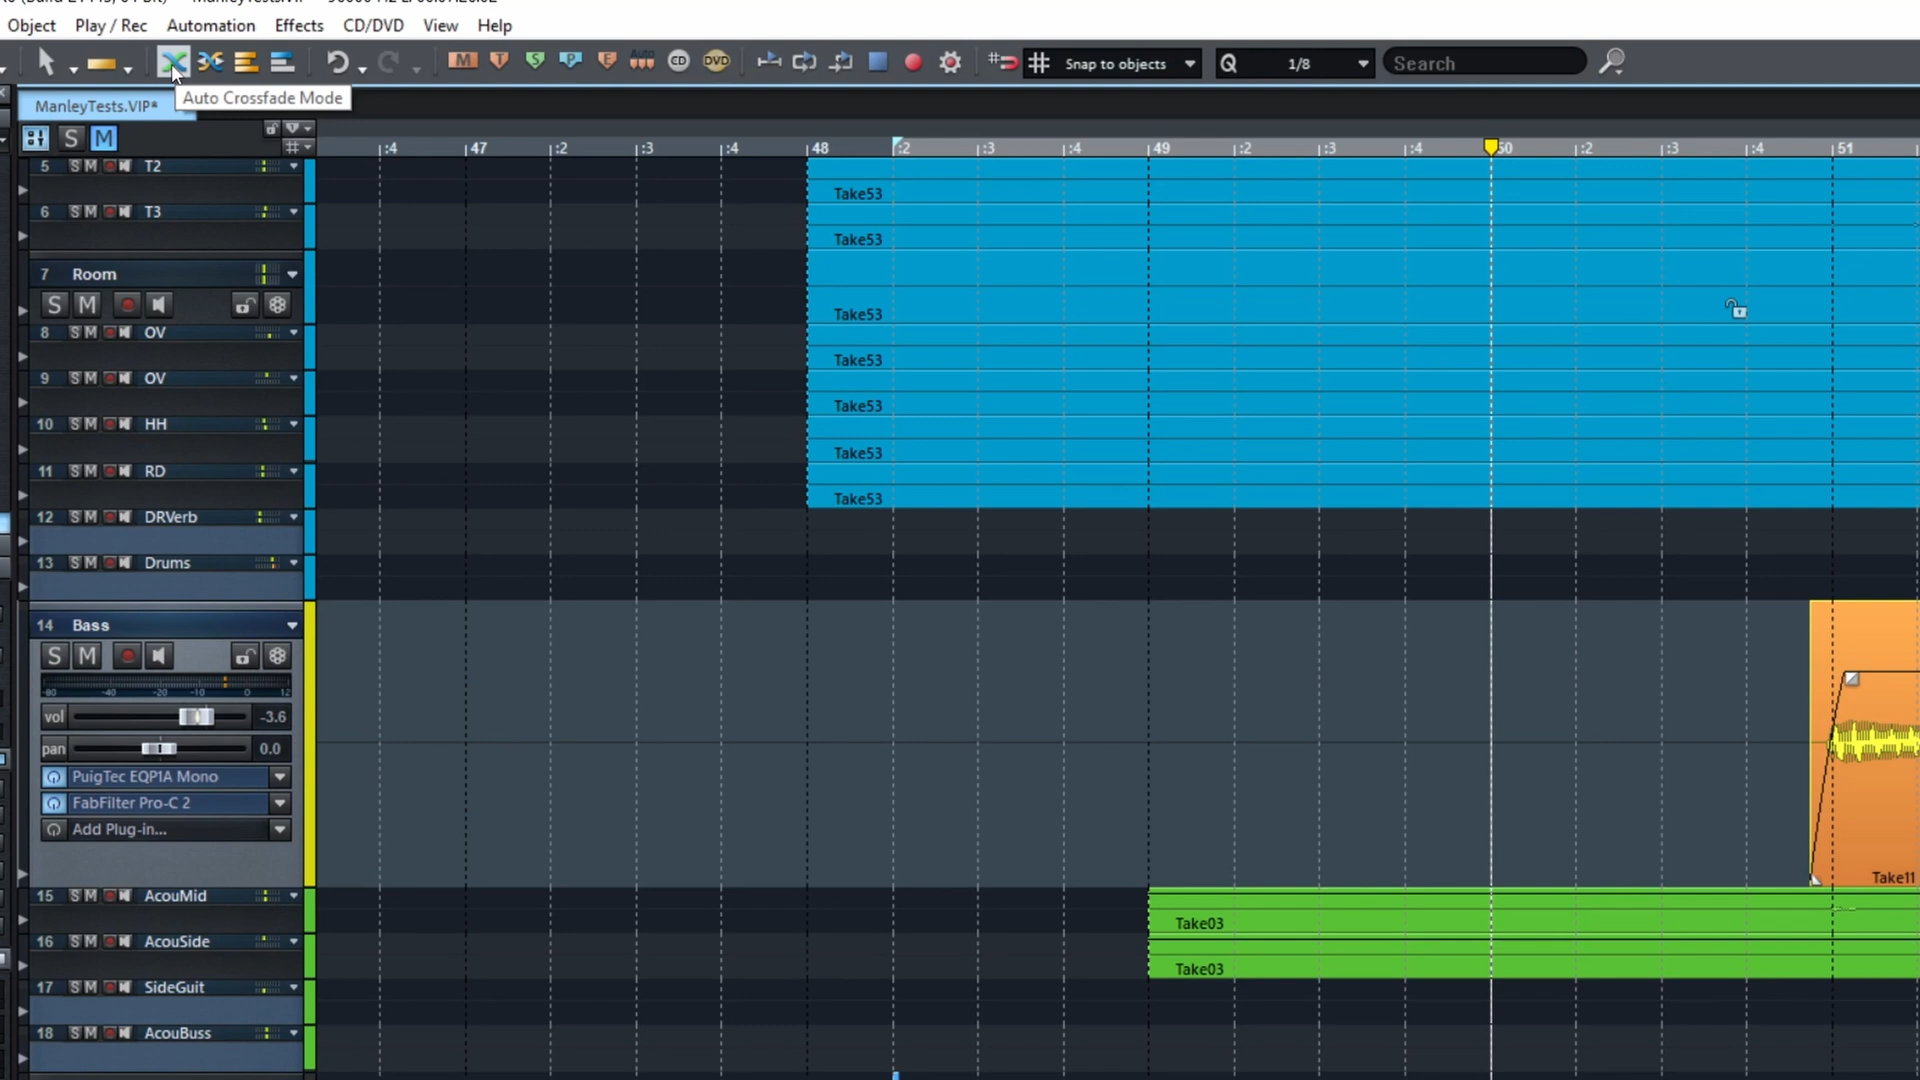 Object Play / Rec Automation Effects CD/DVD View Help
M T S P E Auto CD DVD Snap to objects Q 1/8 Search
Auto Crossfade Mode
ManleyTests.VIP*
S M
:4 47 :2 :3 :4 48 :2 :3 :4 49 :2 :3 :4 50 :2 :3 :4 51
5 S M T2
Take53
6 S M T3
Take53
7 Room
S M
Take53
8 S M OV
Take53
9 S M OV
Take53
10 S M HH
Take53
11 S M RD
Take53
12 S M DRVerb
13 S M Drums
14 Bass
S M
-80 -40 -20 -10 0 12
vol -3.6
pan 0.0
PuigTec EQP1A Mono
FabFilter Pro-C 2
Add Plug-in...
Take11
15 S M AcouMid
Take03
16 S M AcouSide
Take03
17 S M SideGuit
18 S M AcouBuss